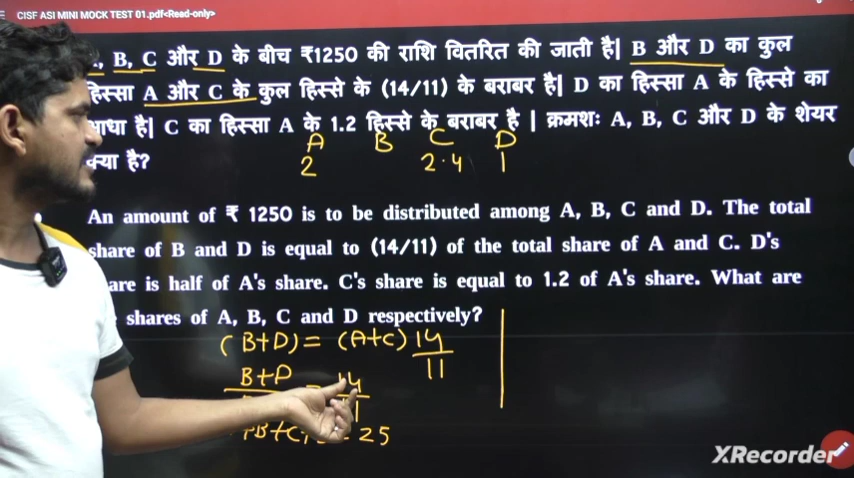 CISF ASI MINI MOCK TEST 01.pdf<Read-only>
B, C और D के बीच ₹1250 की राशि वितरित की जाती है| B और D का कुल
हिस्सा A और C के कुल हिस्से के (14/11) के बराबर है| D का हिस्सा A के हिस्से का
आधा है| C का हिस्सा A के 1.2 हिस्से के बराबर है | क्रमशः A, B, C और D के शेयर
क्या है?
A B C D
2 2.4 1
An amount of ₹ 1250 is to be distributed among A, B, C and D. The total
share of B and D is equal to (14/11) of the total share of A and C. D's
are is half of A's share. C's share is equal to 1.2 of A's share. What are
shares of A, B, C and D respectively?
(B+D) = (A+C) 14/11
B+D = 14
+B+C+ = 25
XRecorder